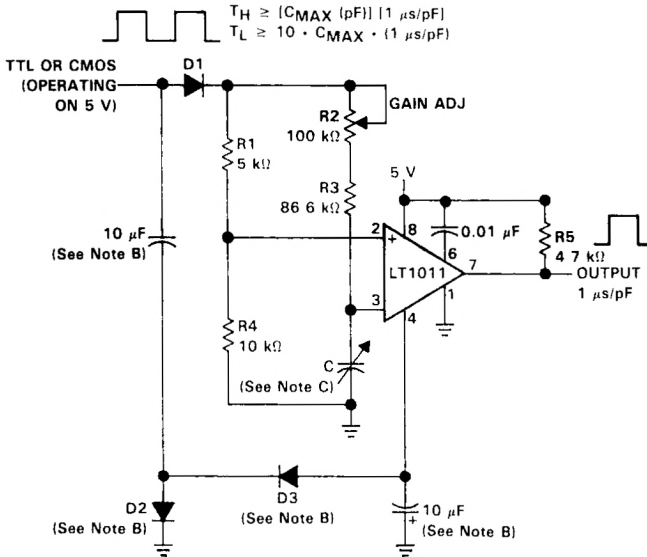 T_H ≥ [C_MAX (pF)] [1 μs/pF]
T_L ≥ 10 · C_MAX · (1 μs/pF)
TTL OR CMOS
(OPERATING
ON 5 V)
D1
GAIN ADJ
R2
100 kΩ
R1
5 kΩ
R3
86 6 kΩ
5 V
10 μF
(See Note B)
0.01 μF
R5
4 7 kΩ
2
+
8
6
7
LT1011
3
4
1
OUTPUT
1 μs/pF
R4
10 kΩ
C
(See Note C)
D2
(See Note B)
D3
(See Note B)
10 μF
+
(See Note B)